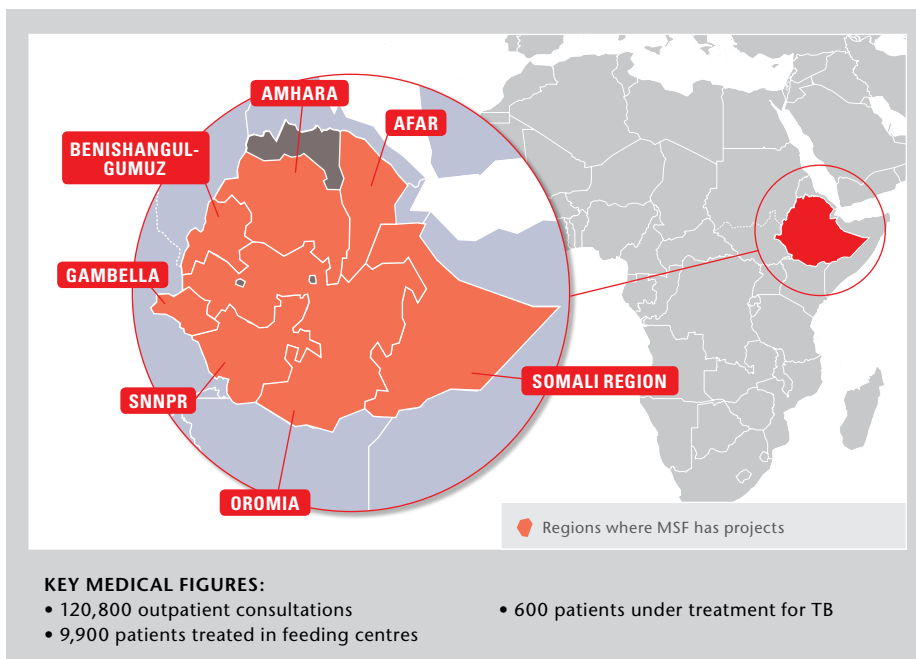 AMHARA
AFAR
BENISHANGUL-
GUMUZ
GAMBELLA
SNNPR
SOMALI REGION
OROMIA
Regions where MSF has projects
KEY MEDICAL FIGURES:
• 120,800 outpatient consultations
• 9,900 patients treated in feeding centres
• 600 patients under treatment for TB